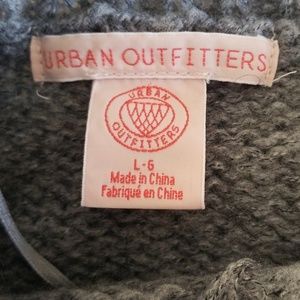 URBAN OUTFITTERS
URBAN
OUTFITTERS
L-G
Made in China
Fabriqué en Chine